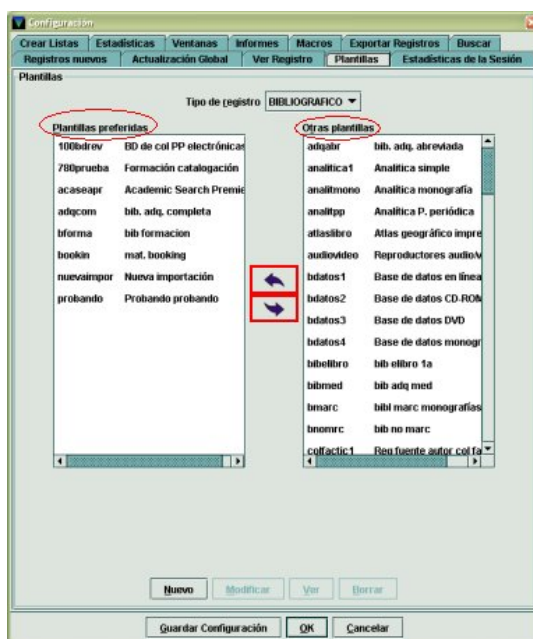 Configuración
Crear Listas Estadísticas Ventanas Informes Macros Exportar Registros Buscar
Registros nuevos Actualización Global Ver Registro Plantillas Estadísticas de la Sesión
Plantillas
Tipo de registro BIBLIOGRAFICO
Plantillas preferidas
100bdrev BD de col PP electrónicas
780prueba Formación catalogación
acaseapr Academic Search Premie
adqcom bib. adq. completa
bforma bib formacion
bookin mat. booking
nuevaimpor Nueva importación
probando Probando probando
Otras plantillas
adqabr bib. adq. abreviada
analitica1 Analítica simple
analitmono Analítica monografía
analitpp Analítica P. periódica
atlaslibro Atlas geográfico impre
audiovideo Reproductores audio/v
bdatos1 Base de datos en línea
bdatos2 Base de datos CD-ROM
bdatos3 Base de datos DVD
bdatos4 Base de datos monogr
bibelibro bib elibro 1a
bibmed bib adq med
bmarc bibl marc monografías
bnomrc bib no marc
colfactic1 Reg fuente autor col fa
Nuevo Modificar Ver Borrar
Guardar Configuración OK Cancelar